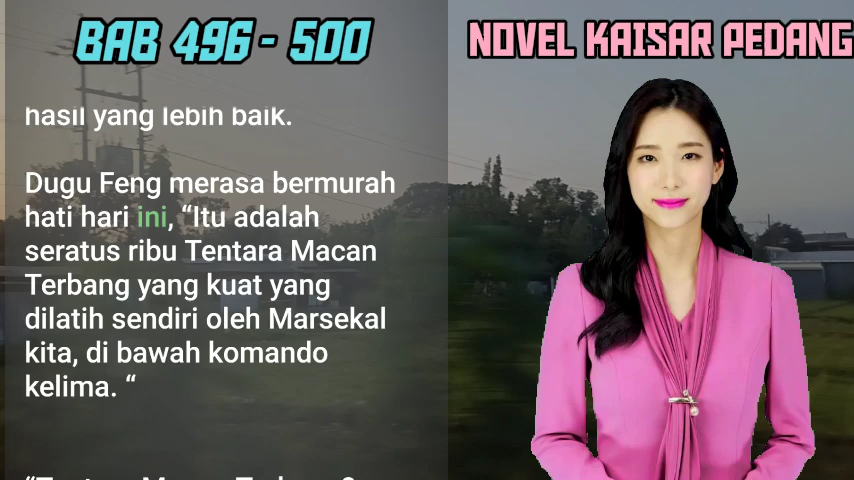 BAB 496 - 500
NOVEL KAISAR PEDANG
hasil yang lebih baik.
Dugu Feng merasa bermurah
hati hari ini, “Itu adalah
seratus ribu Tentara Macan
Terbang yang kuat yang
dilatih sendiri oleh Marsekal
kita, di bawah komando
kelima. “